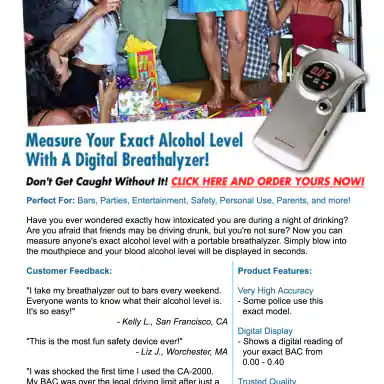 0.05
Measure Your Exact Alcohol Level
With A Digital Breathalyzer!
Don't Get Caught Without It! CLICK HERE AND ORDER YOURS NOW!
Perfect For: Bars, Parties, Entertainment, Safety, Personal Use, Parents, and more!
Have you ever wondered exactly how intoxicated you are during a night of drinking?
Are you afraid that friends may be driving drunk, but you're not sure? Now you can
measure anyone's exact alcohol level with a portable breathalyzer. Simply blow into
the mouthpiece and your blood alcohol level will be displayed in seconds.
Customer Feedback:
"I take my breathalyzer out to bars every weekend.
Everyone wants to know what their alcohol level is.
It's so easy!"
- Kelly L., San Francisco, CA
"This is the most fun safety device ever!"
- Liz J., Worchester, MA
"I was shocked the first time I used the CA-2000.
My BAC was over the legal driving limit after just a
Product Features:
Very High Accuracy
- Some police use this
exact model.
Digital Display
- Shows a digital reading of
your exact BAC from
0.00 - 0.40
Trusted Quality